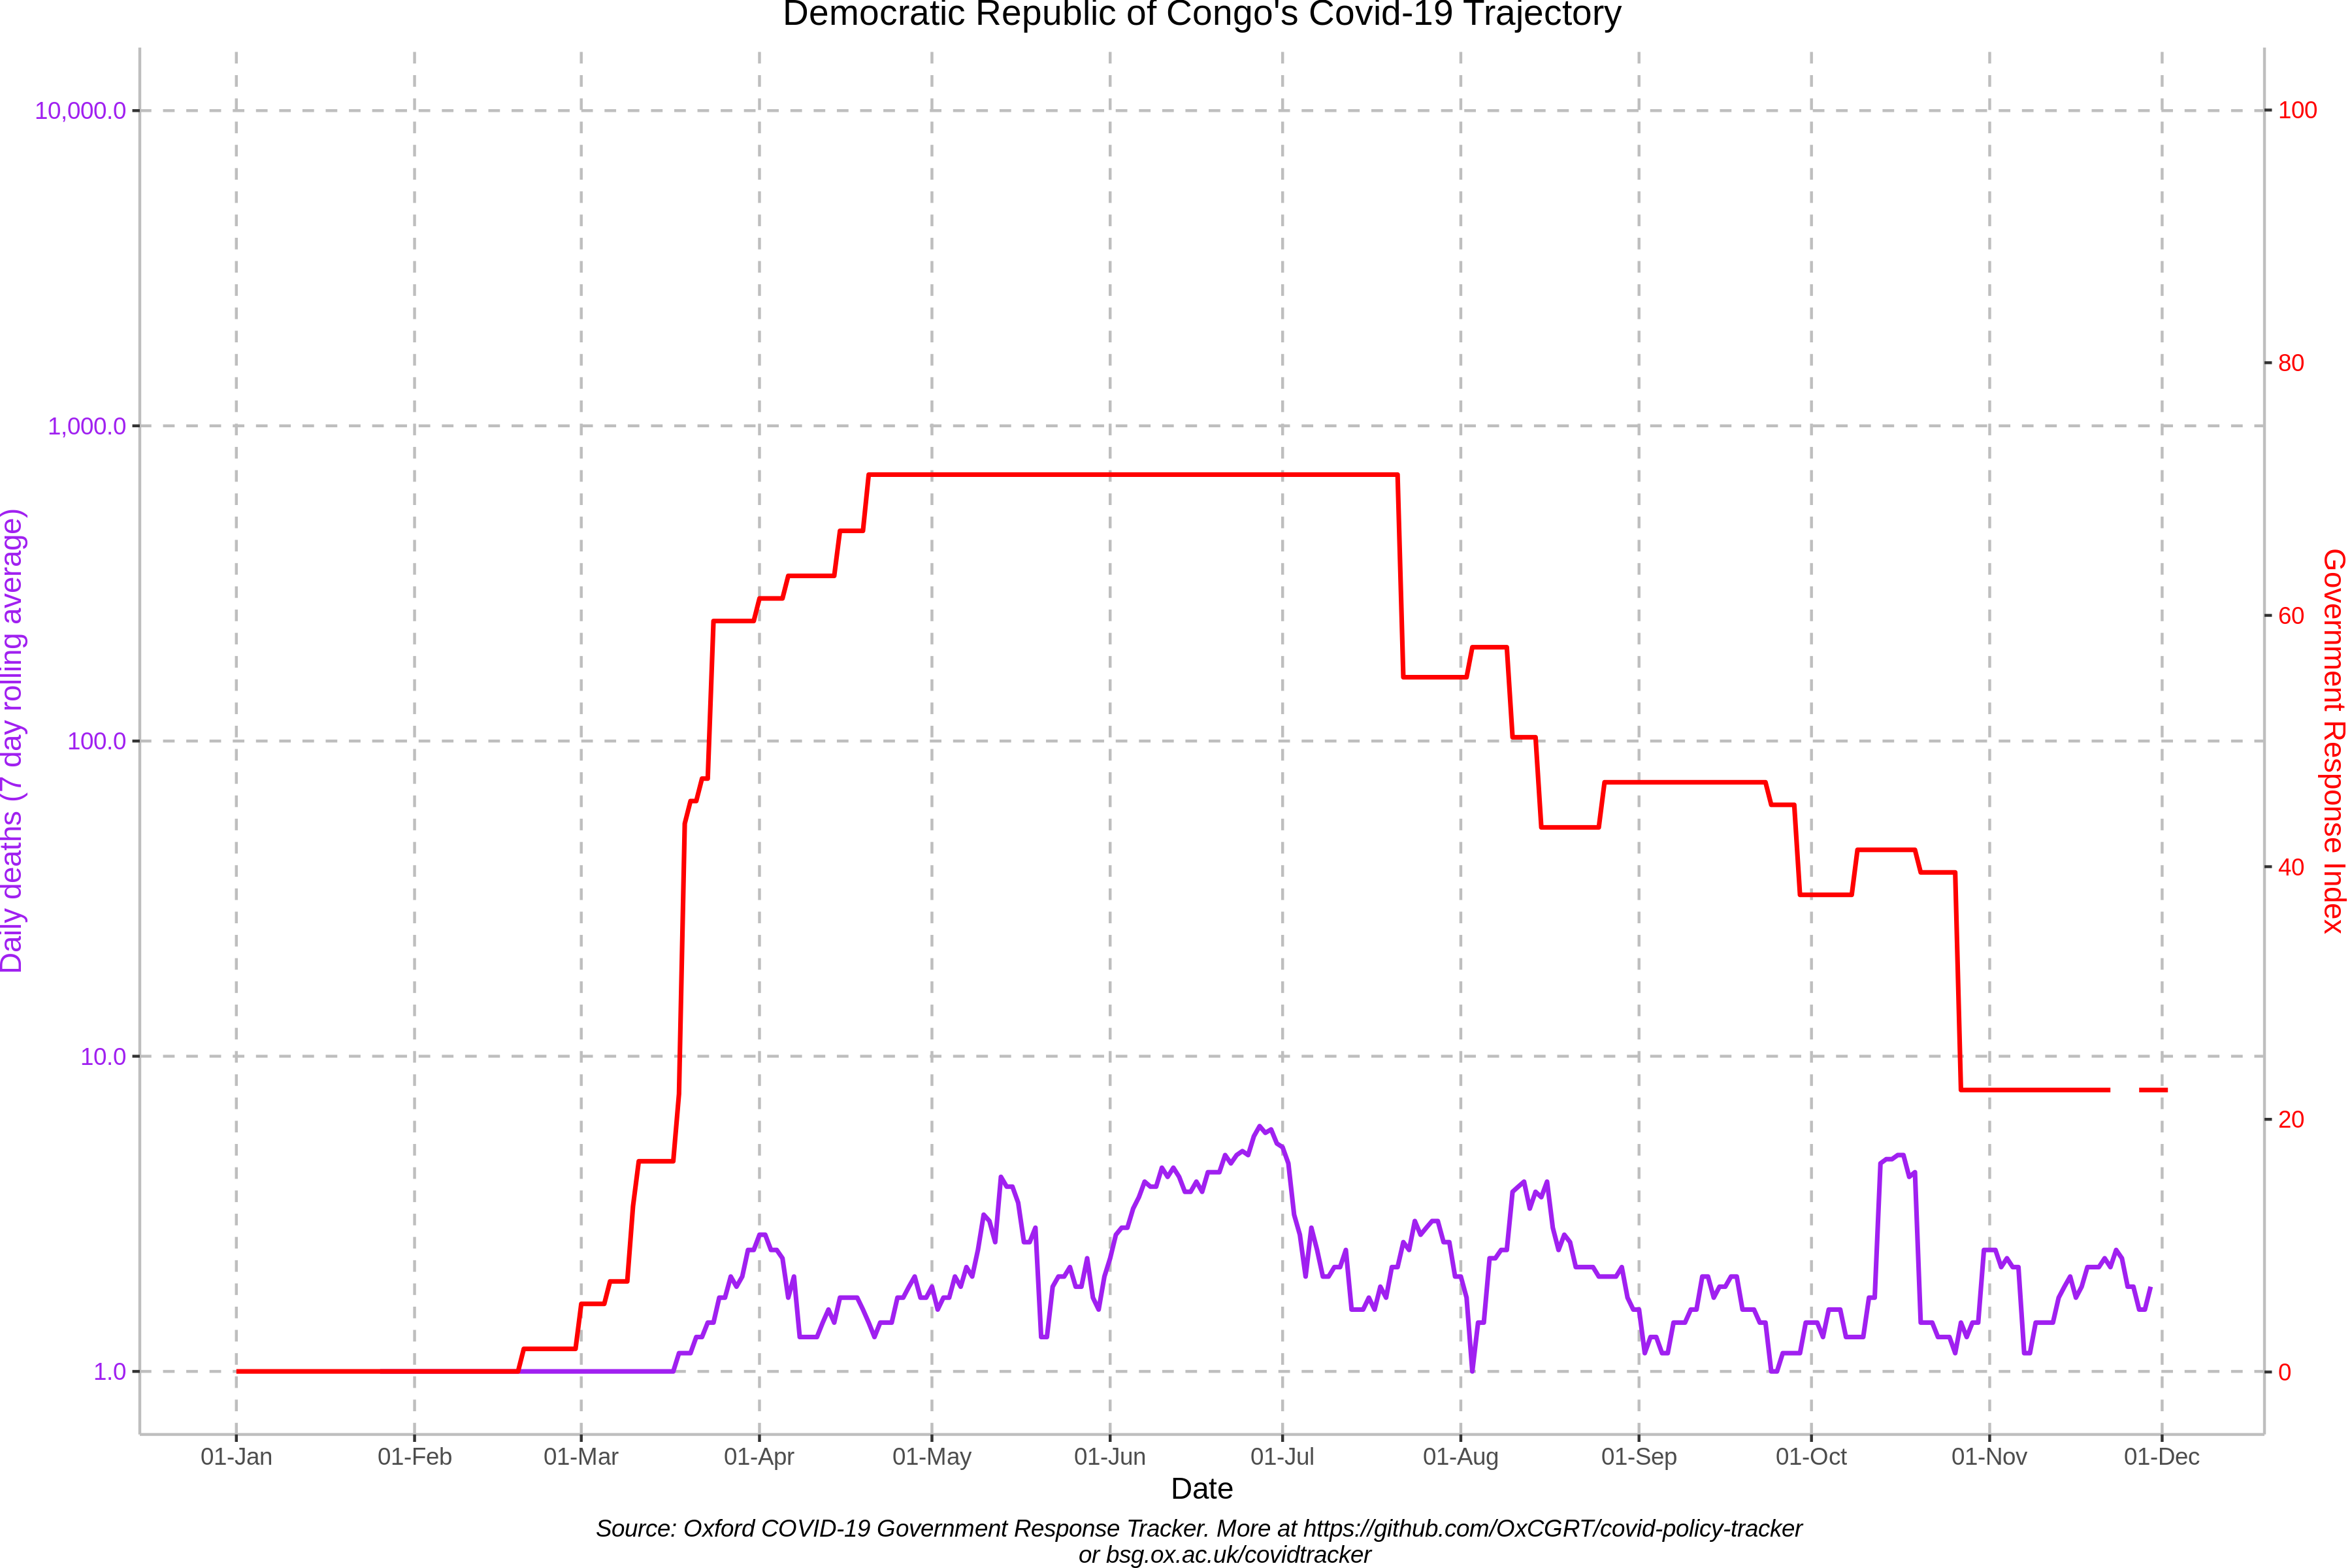 Democratic Republic of Congo's Covid-19 Trajectory
10,000.0
1,000.0
100.0
10.0
1.0
Daily deaths (7 day rolling average)
100
80
60
40
20
0
Government Response Index
01-Jan 01-Feb 01-Mar 01-Apr 01-May 01-Jun 01-Jul 01-Aug 01-Sep 01-Oct 01-Nov 01-Dec
Date
Source: Oxford COVID-19 Government Response Tracker. More at https://github.com/OxCGRT/covid-policy-tracker
or bsg.ox.ac.uk/covidtracker